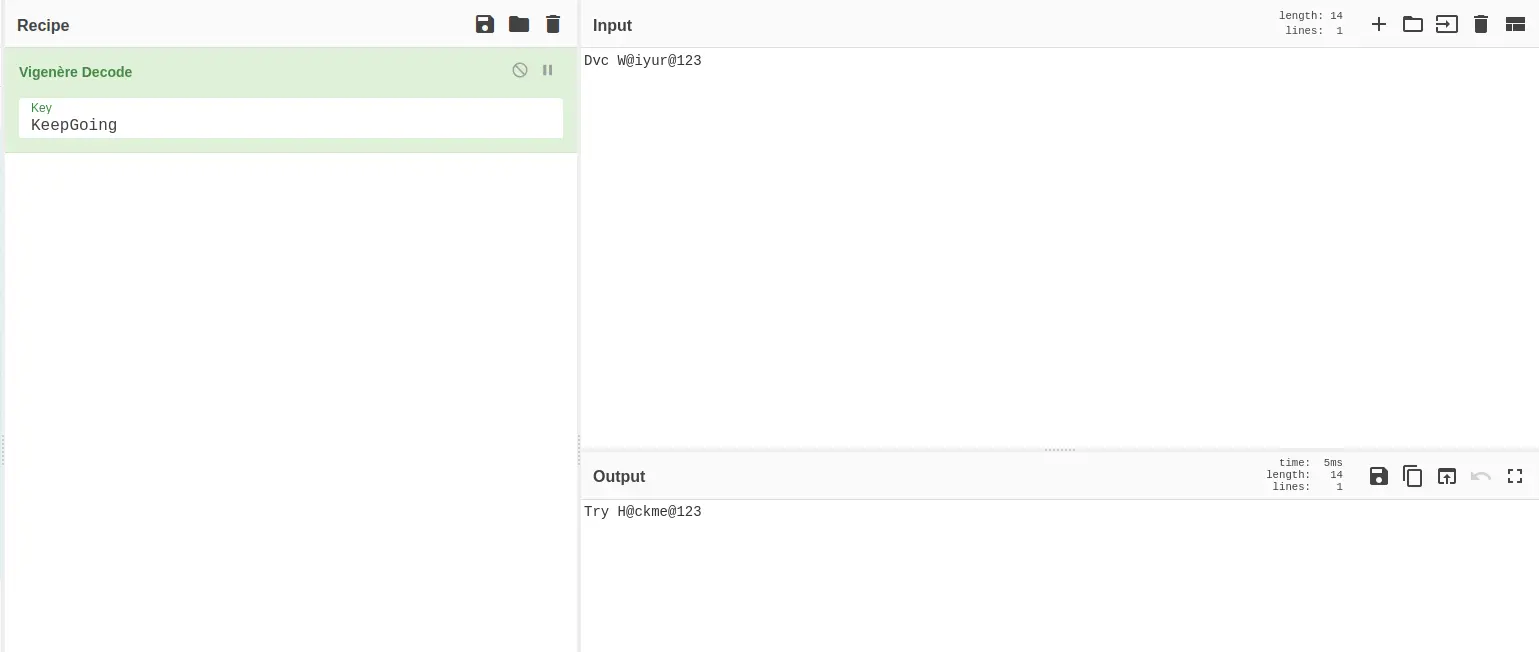 Recipe
Vigenère Decode
Key
KeepGoing
Input
length: 14
lines: 1
Dvc W@iyur@123
Output
time: 5ms
length: 14
lines: 1
Try H@ckme@123